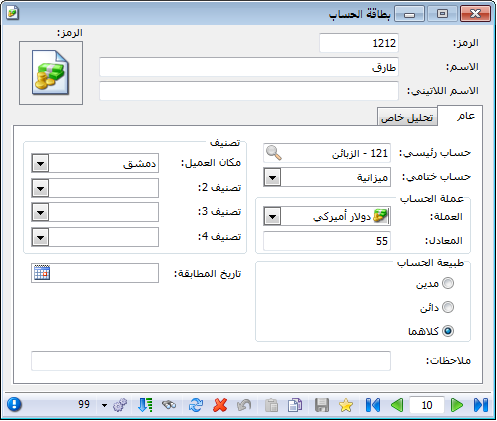 بطاقة الحساب
الرمز: 1212
الرمز:
الاسم: طارق
الاسم اللاتيني:
عام
تحليل خاص
حساب رئيسي: 121 - الزبائن
حساب ختامي: ميزانية
عملة الحساب
العملة: دولار أميركي
المعادل: 55
طبيعة الحساب
مدين
دائن
كلاهما
تصنيف
مكان العميل: دمشق
تصنيف 2:
تصنيف 3:
تصنيف 4:
تاريخ المطابقة:
ملاحظات:
10
99